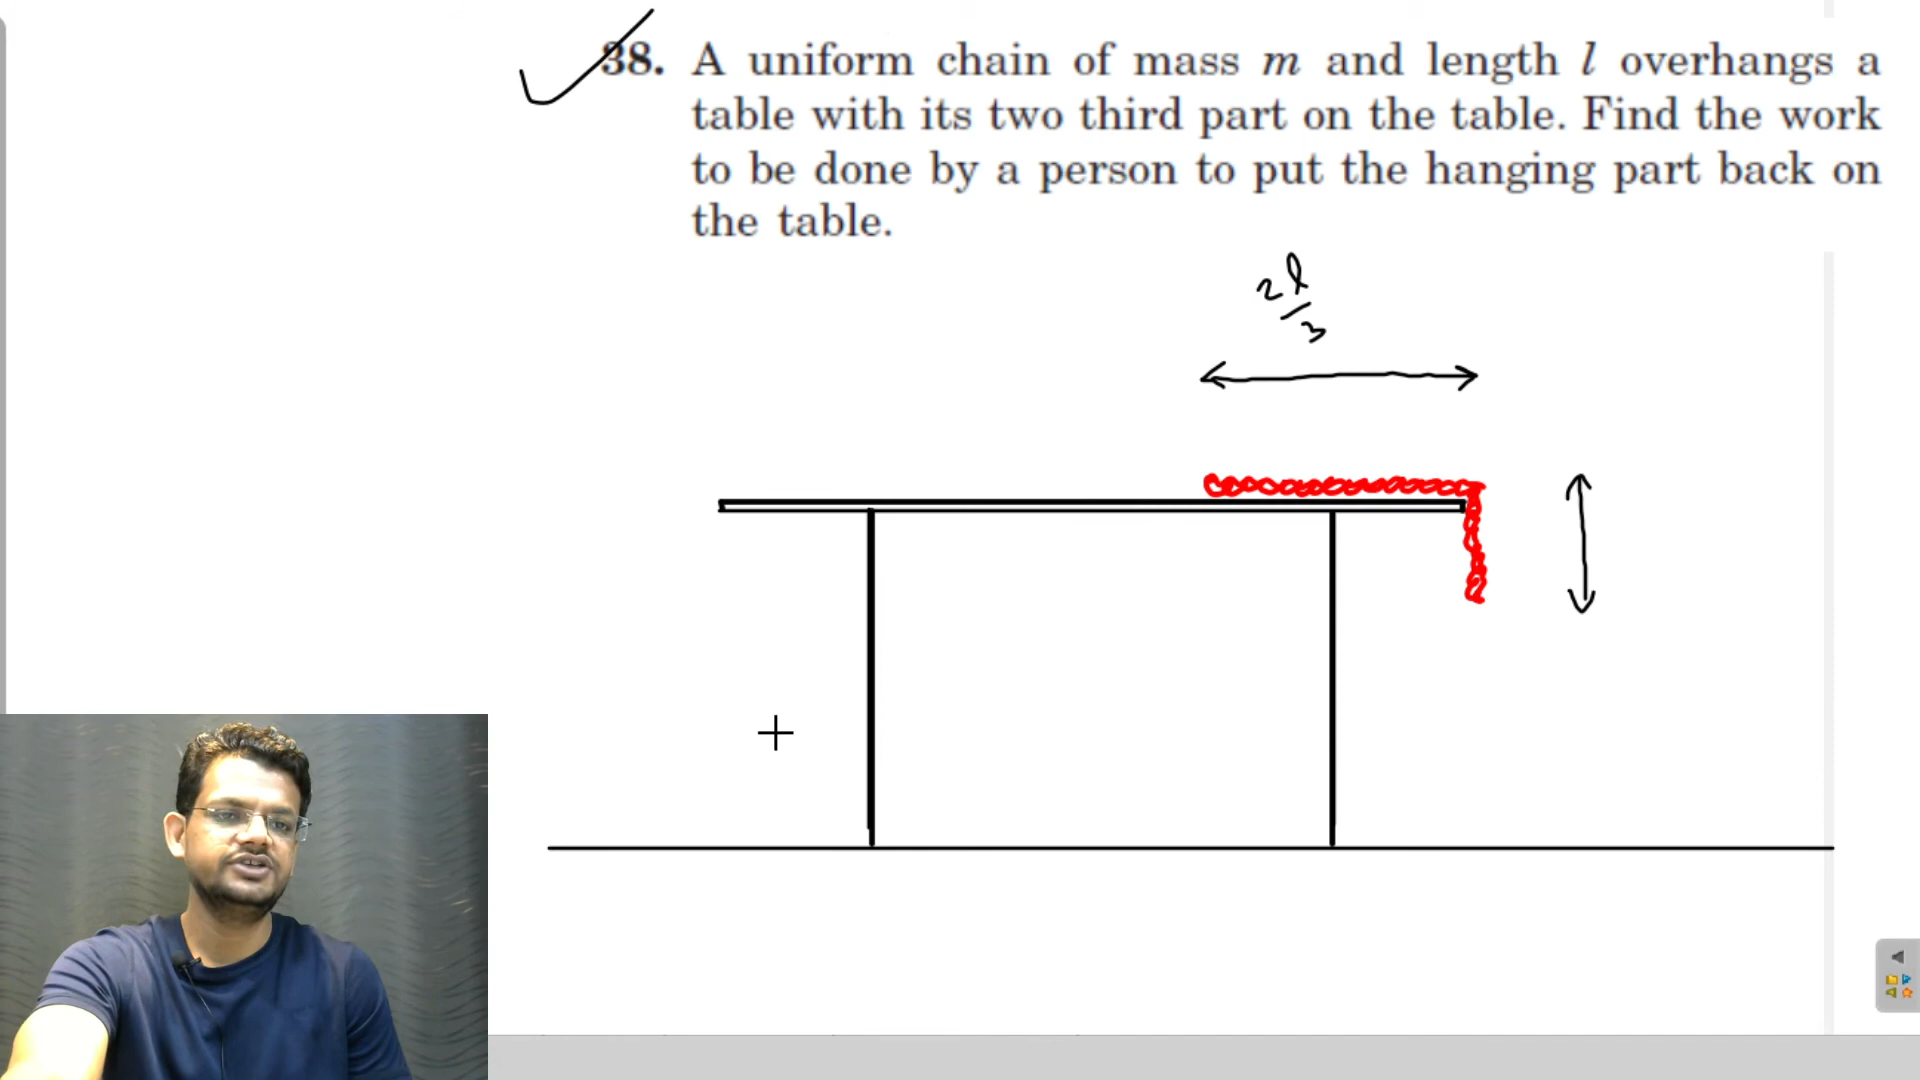 38. A uniform chain of mass m and length l overhangs a
table with its two third part on the table. Find the work
to be done by a person to put the hanging part back on
the table.
2l/3